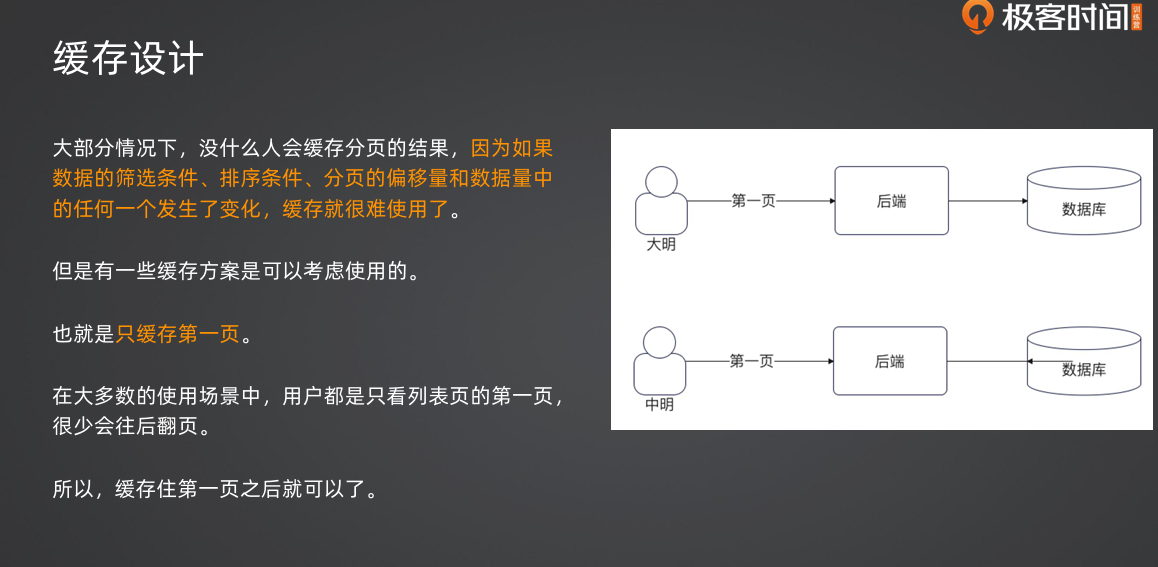 极客时间
训练营
缓存设计
大部分情况下，没什么人会缓存分页的结果，因为如果
数据的筛选条件、排序条件、分页的偏移量和数据量中
的任何一个发生了变化，缓存就很难使用了。
但是有一些缓存方案是可以考虑使用的。
也就是只缓存第一页。
在大多数的使用场景中，用户都是只看列表页的第一页，
很少会往后翻页。
所以，缓存住第一页之后就可以了。
第一页
后端
数据库
大明
第一页
后端
数据库
中明